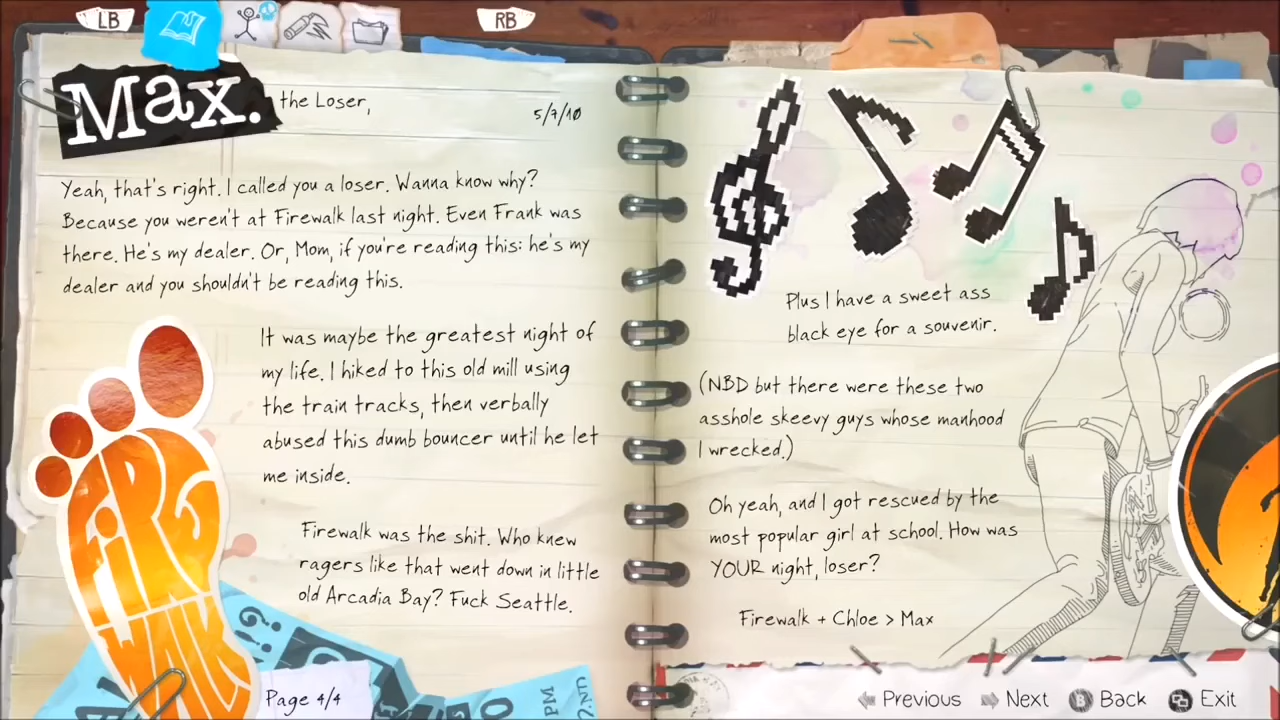 LB
RB
Max.
the Loser,
5/7/10
Yeah, that's right. I called you a loser. Wanna know why?
Because you weren't at Firewalk last night. Even Frank was
there. He's my dealer. Or, Mom, if you're reading this: he's my
dealer and you shouldn't be reading this.
It was maybe the greatest night of
my life. I hiked to this old mill using
the train tracks, then verbally
abused this dumb bouncer until he let
me inside.
Firewalk was the shit. Who knew
ragers like that went down in little
old Arcadia Bay? Fuck Seattle.
FiRE
WALK
Page 4/4
PM
Plus I have a sweet ass
black eye for a souvenir.
(NBD but there were these two
asshole skeevy guys whose manhood
I wrecked.)
Oh yeah, and I got rescued by the
most popular girl at school. How was
YOUR night, loser?
Firewalk + Chloe > Max
Previous
Next
B Back
Exit